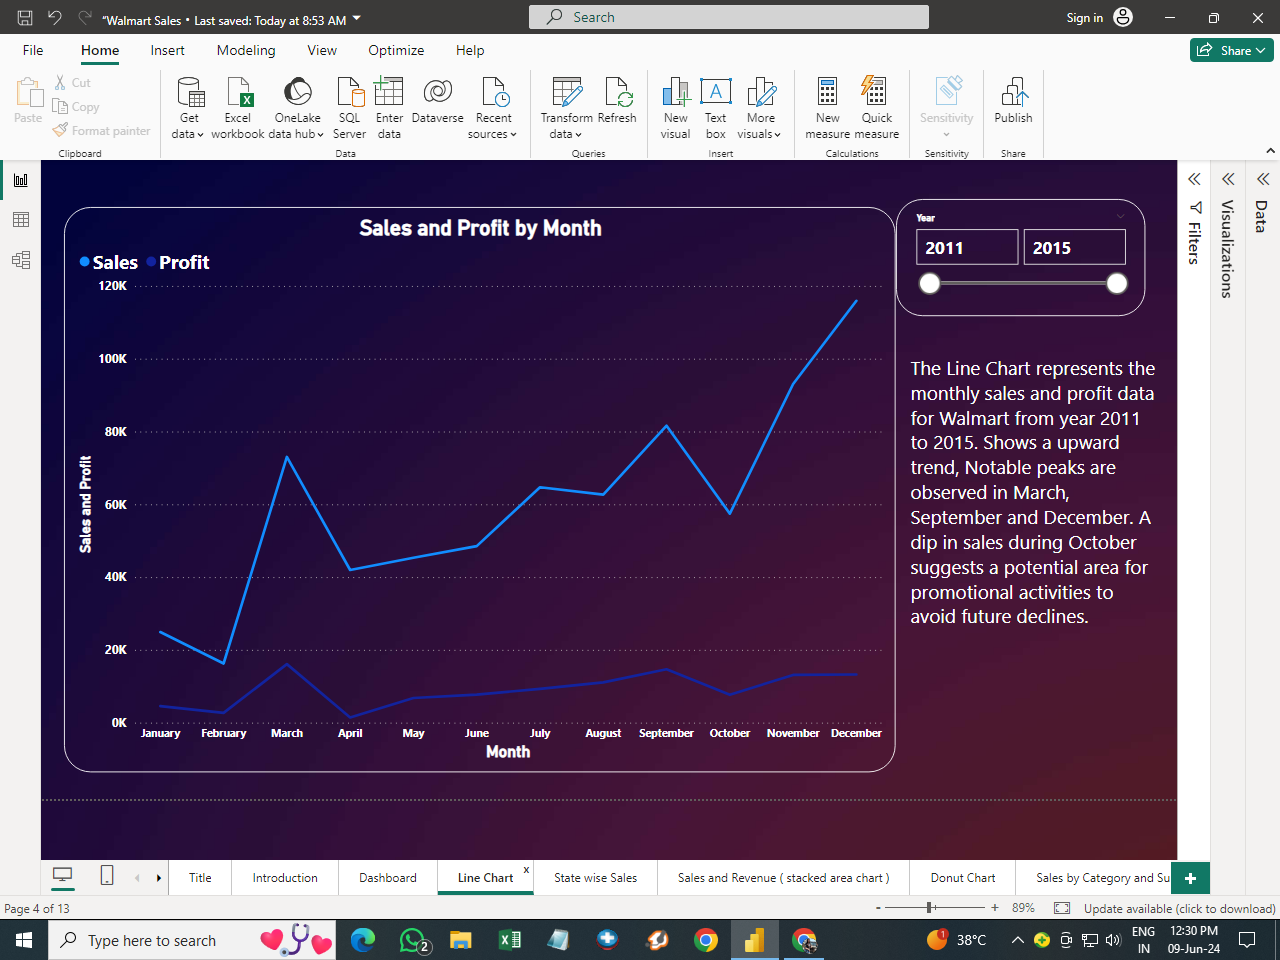 "Walmart Sales • Last saved: Today at 8:53 AM
Search
Sign in
File Home Insert Modeling View Optimize Help
Share
Paste
Cut
Copy
Format painter
Clipboard
Get data
Excel workbook
OneLake data hub
SQL Server
Enter data
Dataverse
Recent sources
Data
Transform data
Refresh
Queries
New visual
Text box
More visuals
Insert
New measure
Quick measure
Calculations
Sensitivity
Sensitivity
Publish
Share
Sales and Profit by Month
Sales Profit
120K
100K
80K
60K
40K
20K
0K
Sales and Profit
January February March April May June July August September October November December
Month
Year
2011 2015
The Line Chart represents the
monthly sales and profit data
for Walmart from year 2011
to 2015. Shows a upward
trend, Notable peaks are
observed in March,
September and December. A
dip in sales during October
suggests a potential area for
promotional activities to
avoid future declines.
Filters
Visualizations
Data
Title Introduction Dashboard Line Chart x State wise Sales Sales and Revenue ( stacked area chart ) Donut Chart Sales by Category and Su
Page 4 of 13
- + 89%
Update available (click to download)
Type here to search
2
1
38°C
ENG
IN
12:30 PM
09-Jun-24